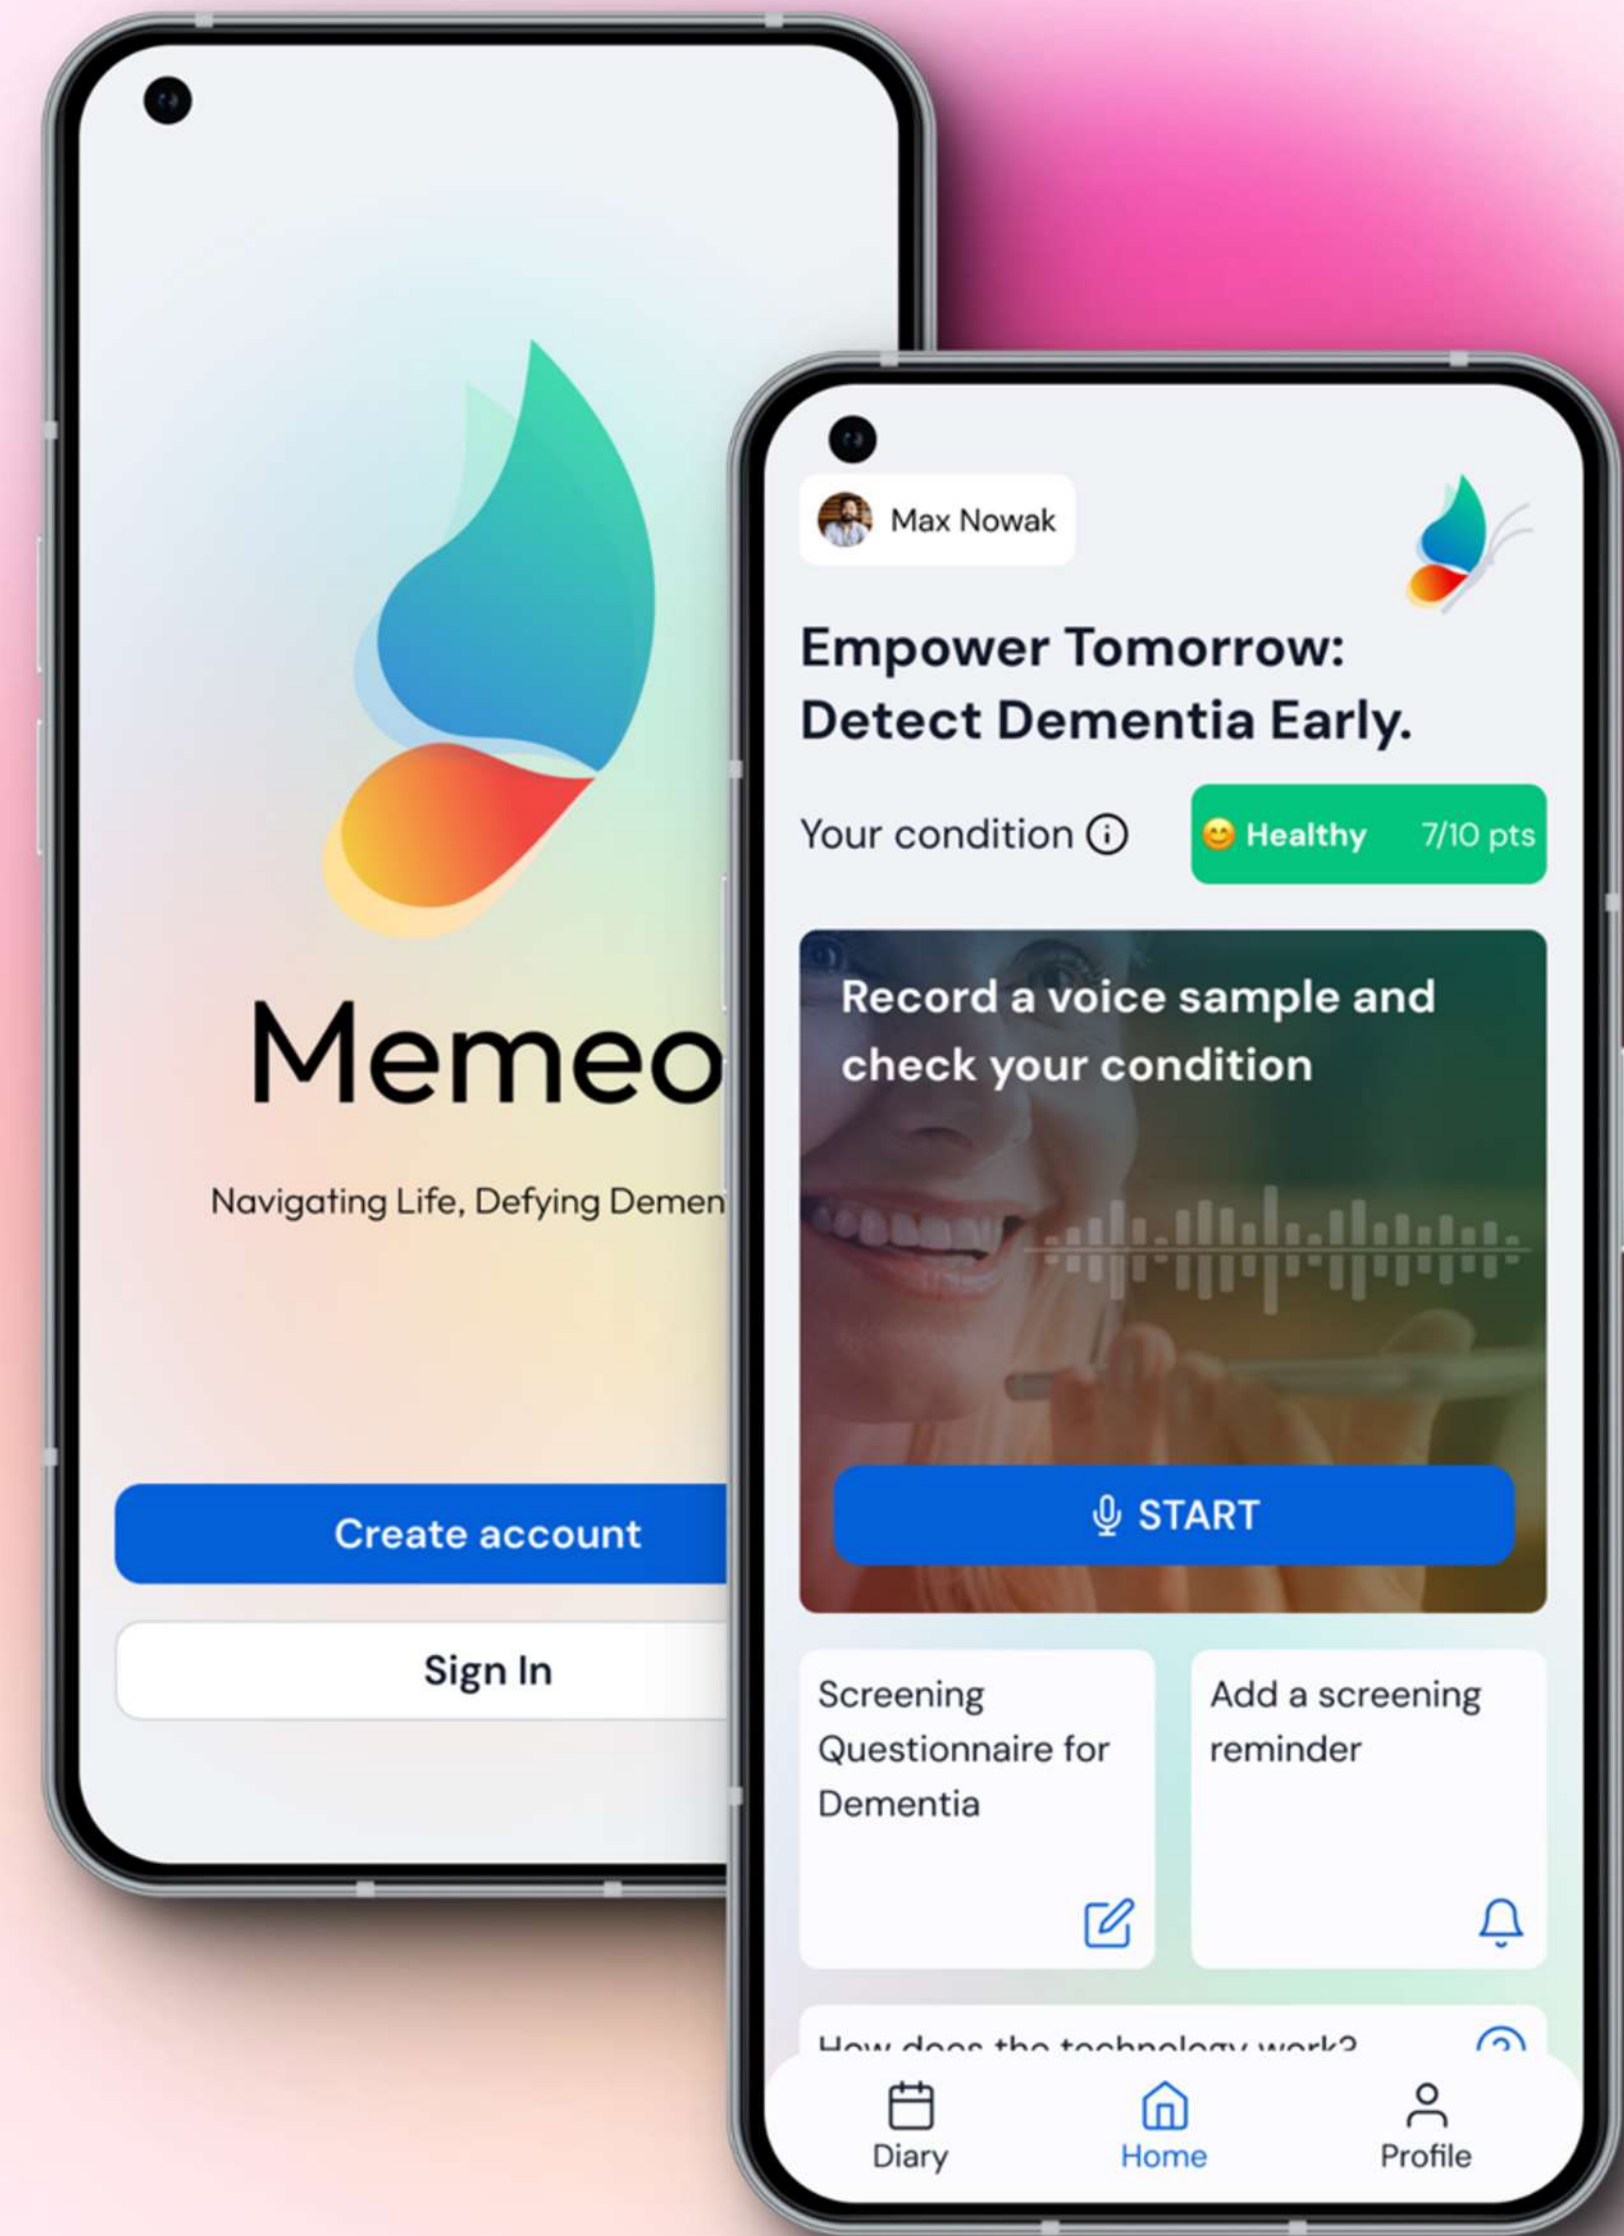 Memeo
Navigating Life, Defying Demen
Create account
Sign In
Max Nowak
Empower Tomorrow:
Detect Dementia Early.
Your condition
Healthy 7/10 pts
Record a voice sample and
check your condition
START
Screening
Questionnaire for
Dementia
Add a screening
reminder
How does the technology work?
Diary
Home
Profile